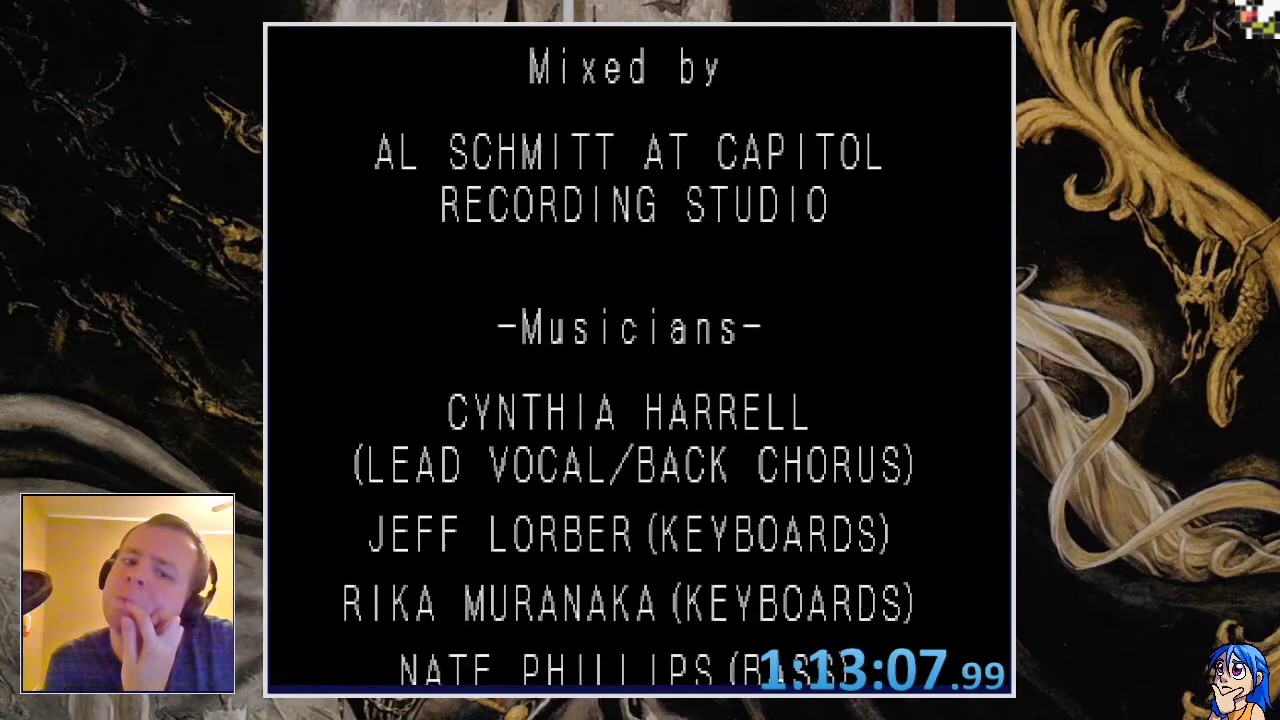 Mixed by
AL SCHMITT AT CAPITOL
RECORDING STUDIO
-Musicians-
CYNTHIA HARRELL
(LEAD VOCAL/BACK CHORUS)
JEFF LORBER (KEYBOARDS)
RIKA MURANAKA (KEYBOARDS)
NATE PHILLIPS (BASS)
1:13:07.99